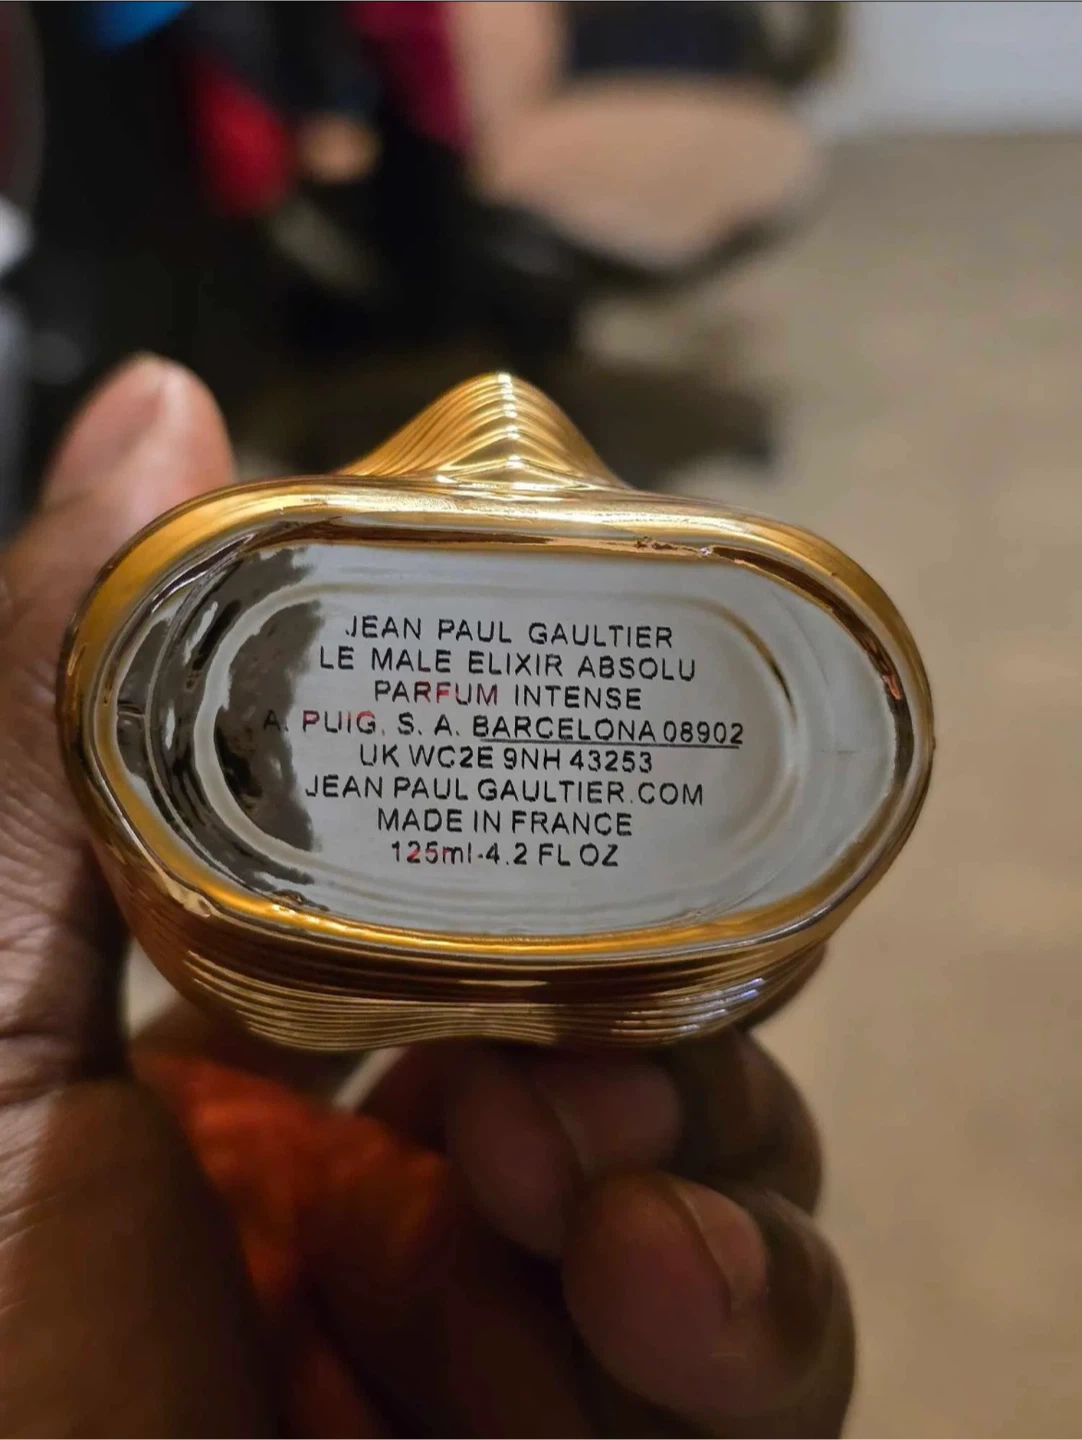 JEAN PAUL GAULTIER
LE MALE ELIXIR ABSOLU
PARFUM INTENSE
A. PUIG, S. A. BARCELONA 08902
UK WC2E 9NH 43253
JEAN PAUL GAULTIER.COM
MADE IN FRANCE
125ml-4.2 FL OZ